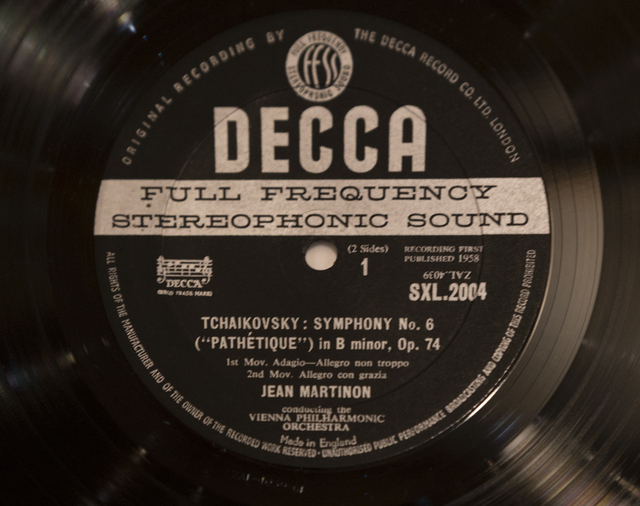 ORIGINAL RECORDING BY
THE DECCA RECORD CO. LTD. LONDON
FULL FREQUENCY
ffss
STEREOPHONIC SOUND
DECCA
FULL FREQUENCY
STEREOPHONIC SOUND
(2 Sides)
1
RECORDING FIRST
PUBLISHED 1958
ZAL.4039
SXL.2004
DECCA
TRADE MARK
TCHAIKOVSKY: SYMPHONY No. 6
("PATHÉTIQUE") in B minor, Op. 74
1st Mov. Adagio—Allegro non troppo
2nd Mov. Allegro con grazia
JEAN MARTINON
conducting the
VIENNA PHILHARMONIC
ORCHESTRA
Made in England
ALL RIGHTS OF THE MANUFACTURER AND OF THE OWNER OF THE RECORDED WORK RESERVED · UNAUTHORISED PUBLIC PERFORMANCE BROADCASTING AND COPYING OF THIS RECORD PROHIBITED